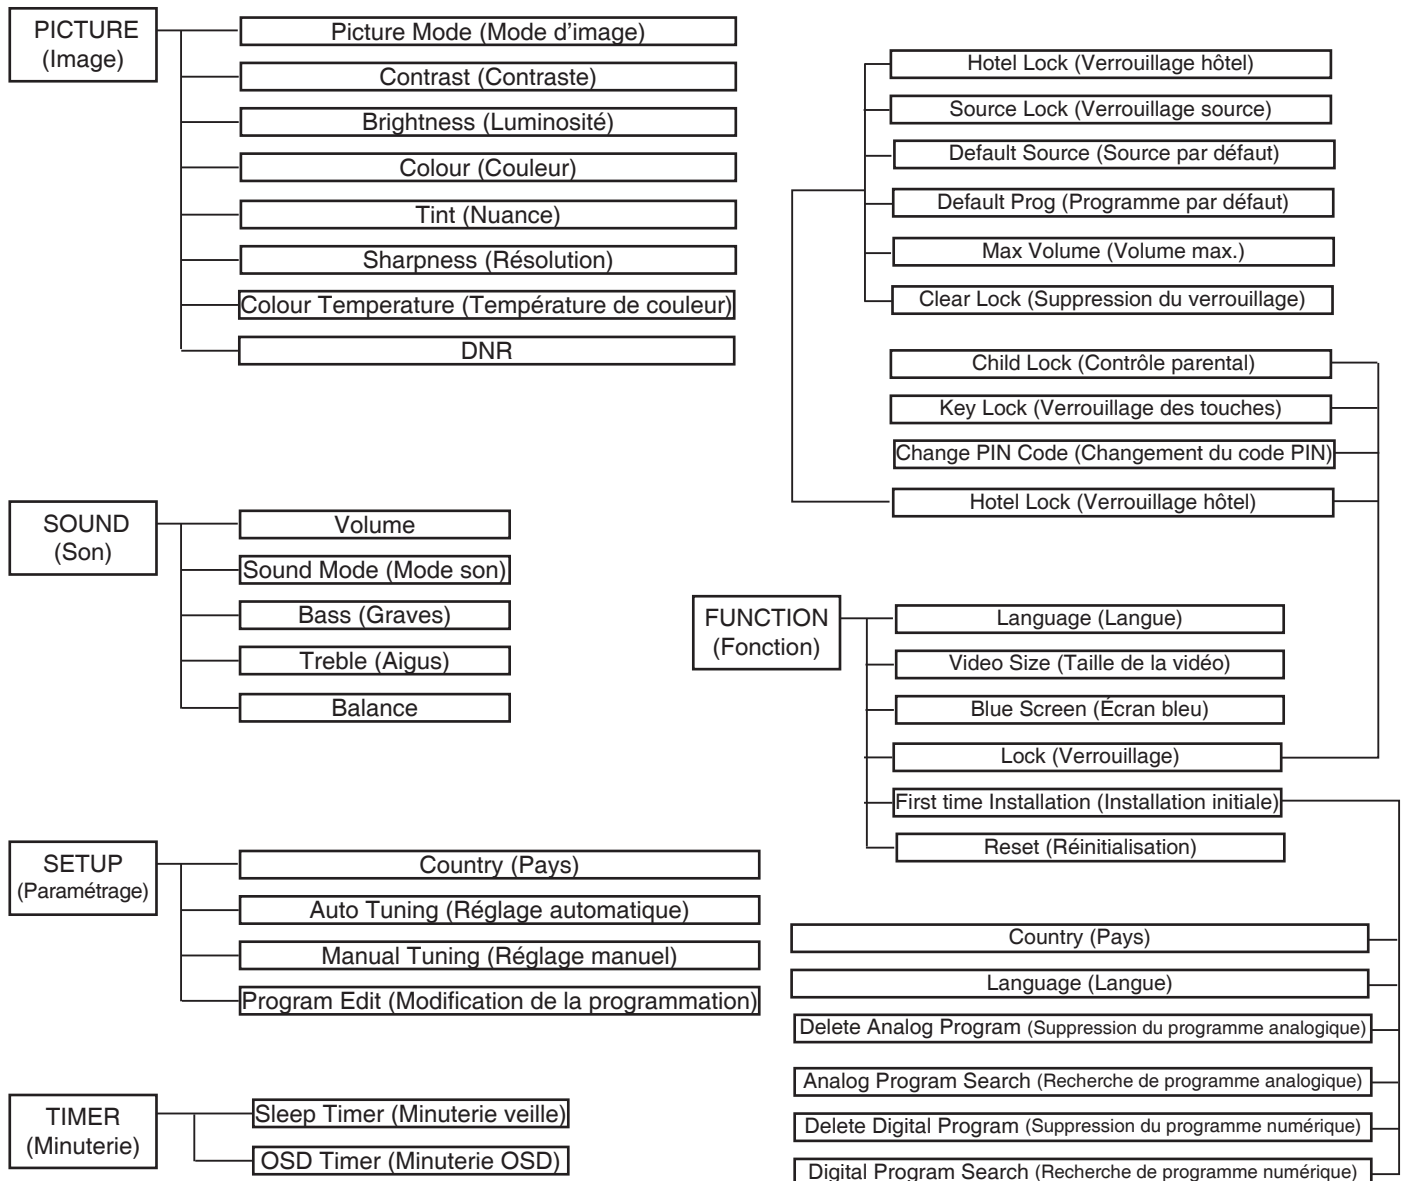 PICTURE
(Image)
Picture Mode (Mode d'image)
Contrast (Contraste)
Brightness (Luminosité)
Colour (Couleur)
Tint (Nuance)
Sharpness (Résolution)
Colour Temperature (Température de couleur)
DNR
SOUND
(Son)
Volume
Sound Mode (Mode son)
Bass (Graves)
Treble (Aigus)
Balance
SETUP
(Paramétrage)
Country (Pays)
Auto Tuning (Réglage automatique)
Manual Tuning (Réglage manuel)
Program Edit (Modification de la programmation)
TIMER
(Minuterie)
Sleep Timer (Minuterie veille)
OSD Timer (Minuterie OSD)
Hotel Lock (Verrouillage hôtel)
Source Lock (Verrouillage source)
Default Source (Source par défaut)
Default Prog (Programme par défaut)
Max Volume (Volume max.)
Clear Lock (Suppression du verrouillage)
Child Lock (Contrôle parental)
Key Lock (Verrouillage des touches)
Change PIN Code (Changement du code PIN)
Hotel Lock (Verrouillage hôtel)
FUNCTION
(Fonction)
Language (Langue)
Video Size (Taille de la vidéo)
Blue Screen (Écran bleu)
Lock (Verrouillage)
First time Installation (Installation initiale)
Reset (Réinitialisation)
Country (Pays)
Language (Langue)
Delete Analog Program (Suppression du programme analogique)
Analog Program Search (Recherche de programme analogique)
Delete Digital Program (Suppression du programme numérique)
Digital Program Search (Recherche de programme numérique)